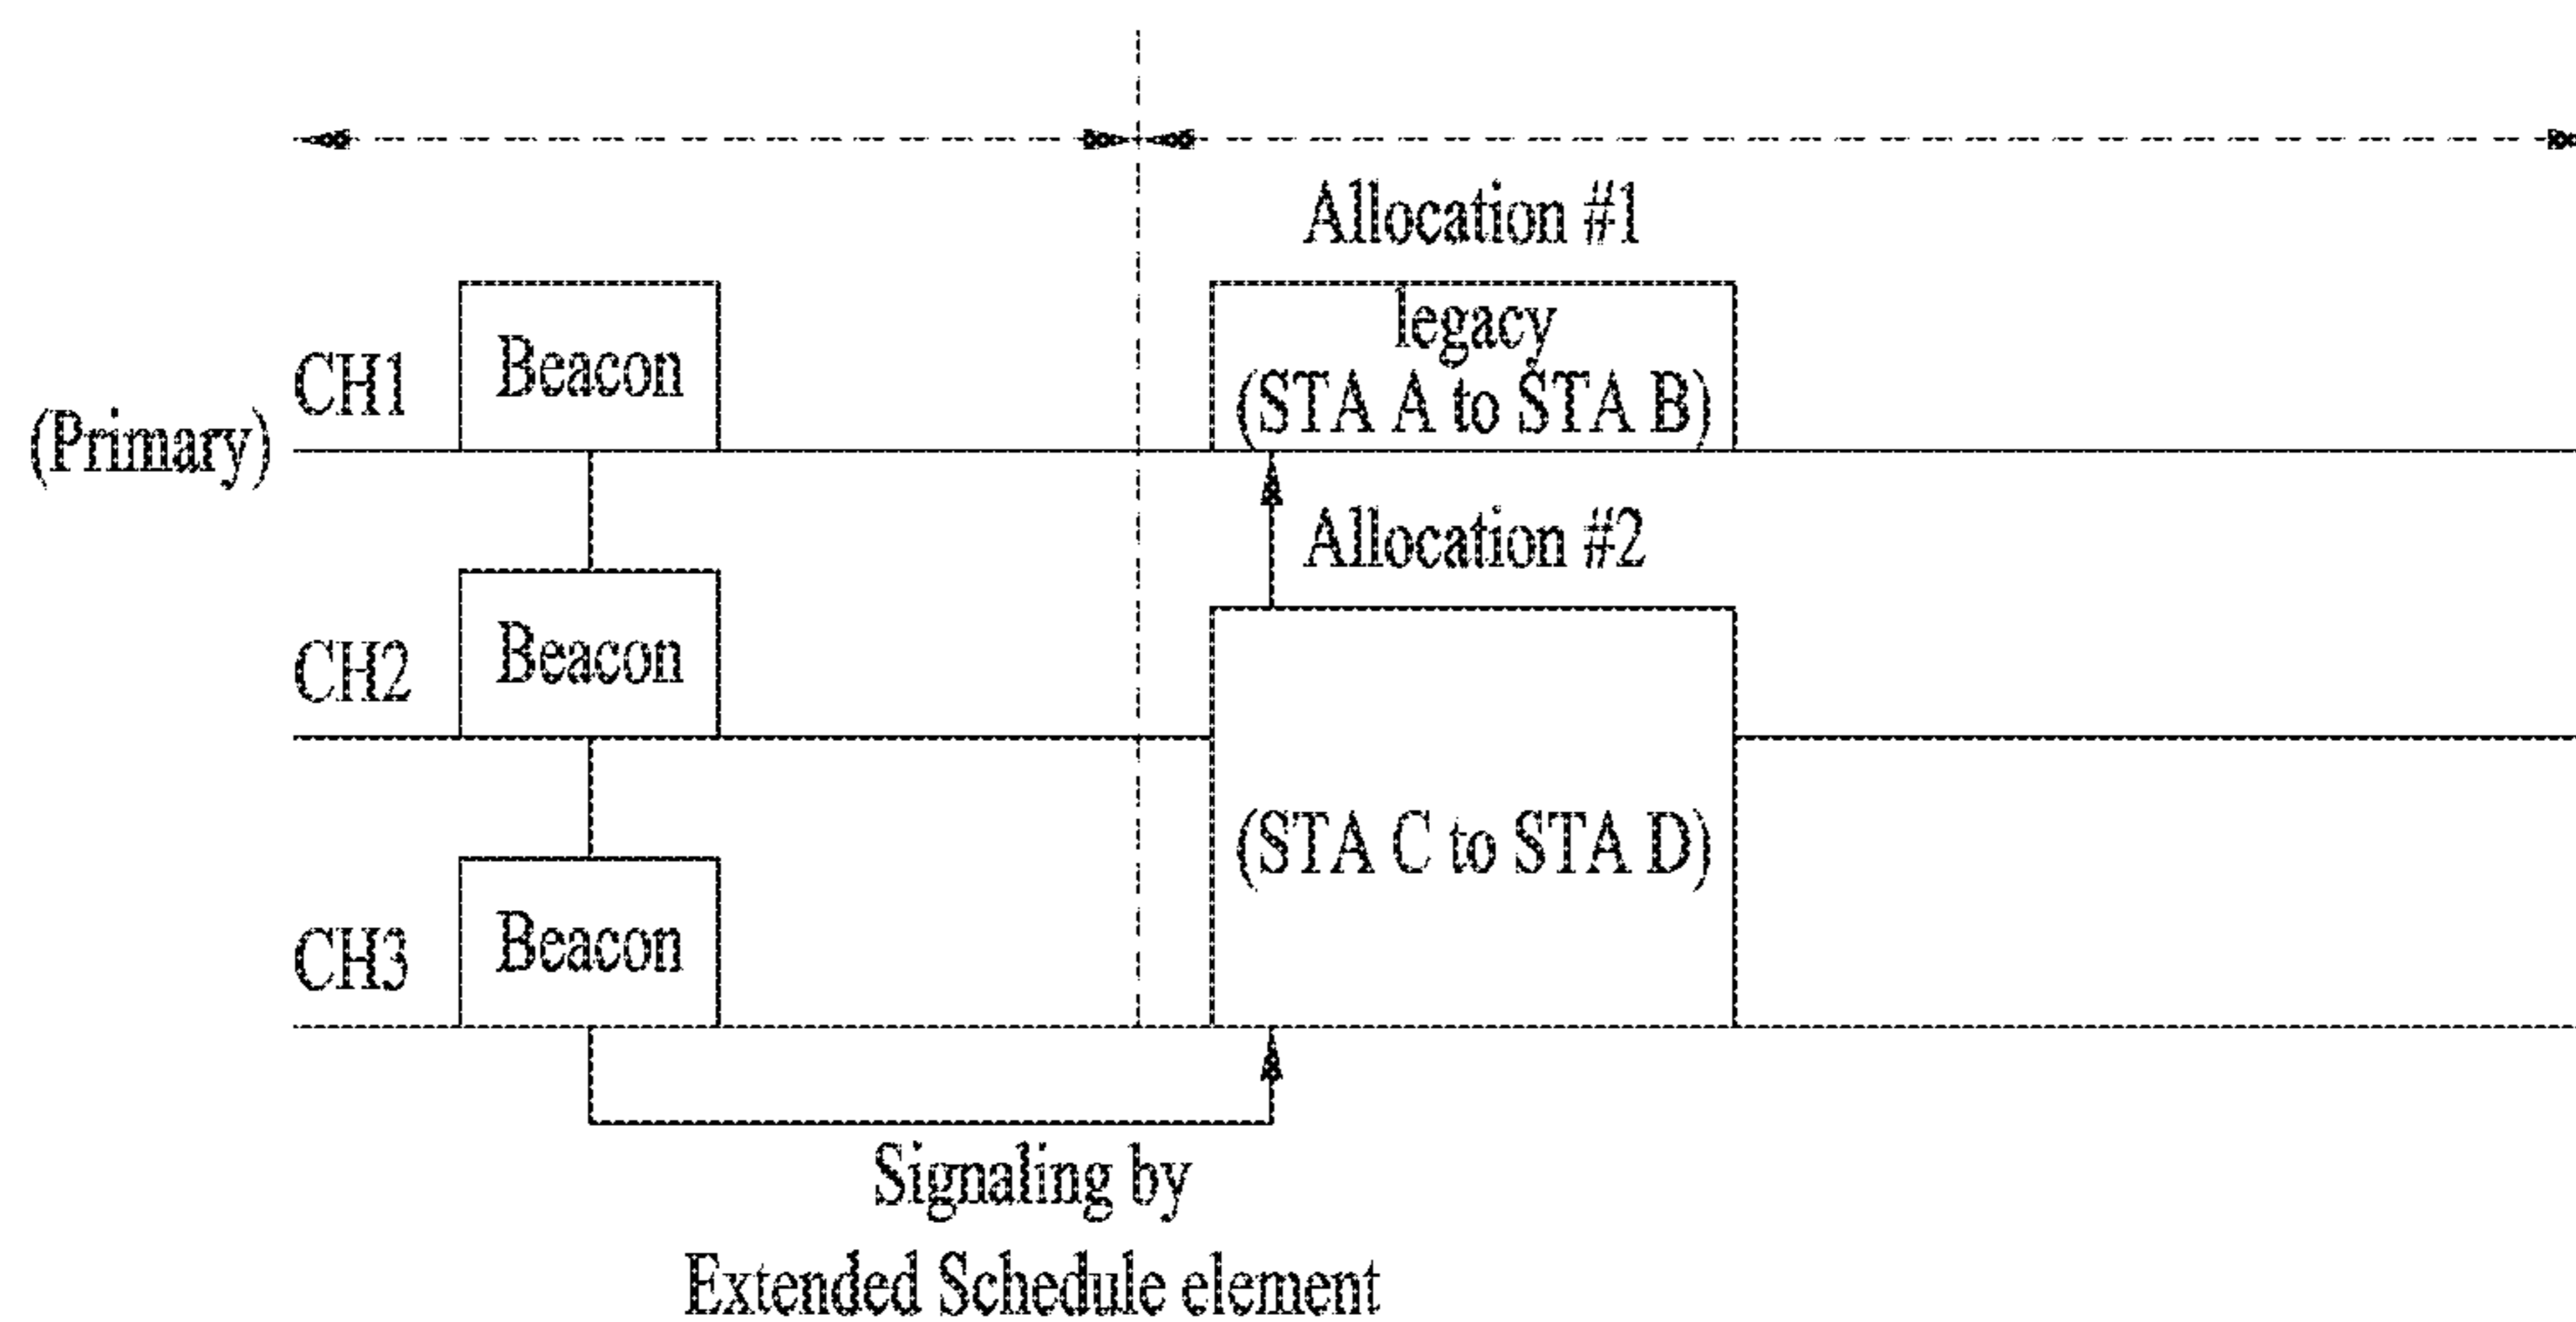 Allocation #1
legacy
(STA A to STA B)
CH1
Beacon
(Primary)
Allocation #2
CH2
Beacon
(STA C to STA D)
CH3
Beacon
Signaling by
Extended Schedule element